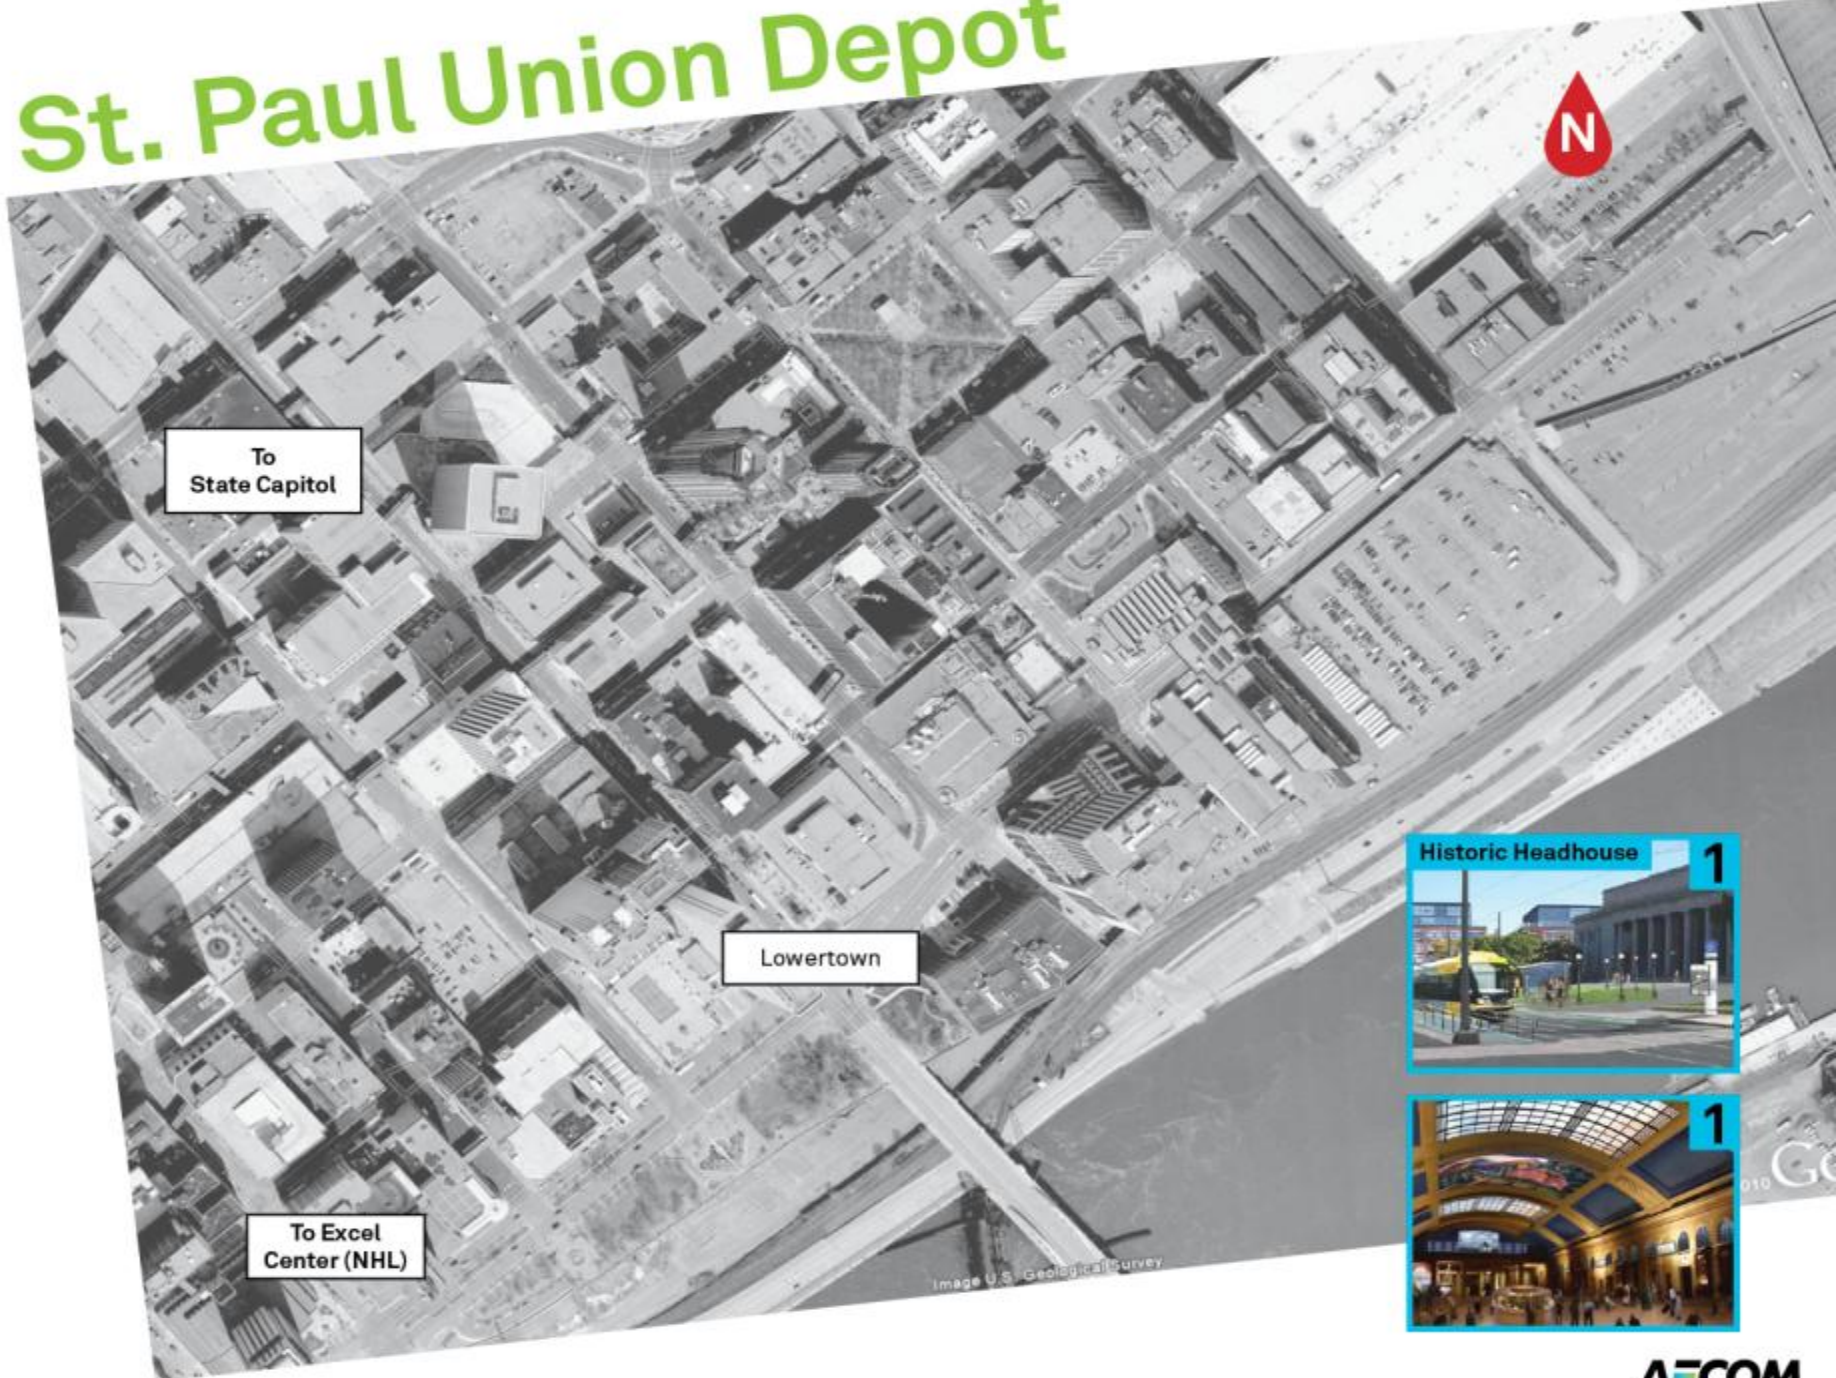 St. Paul Union Depot
N
To
State Capitol
Historic Headhouse
1
Lowertown
1
To Excel
Center (NHL)
Image U.S. Geological Survey
AECOM